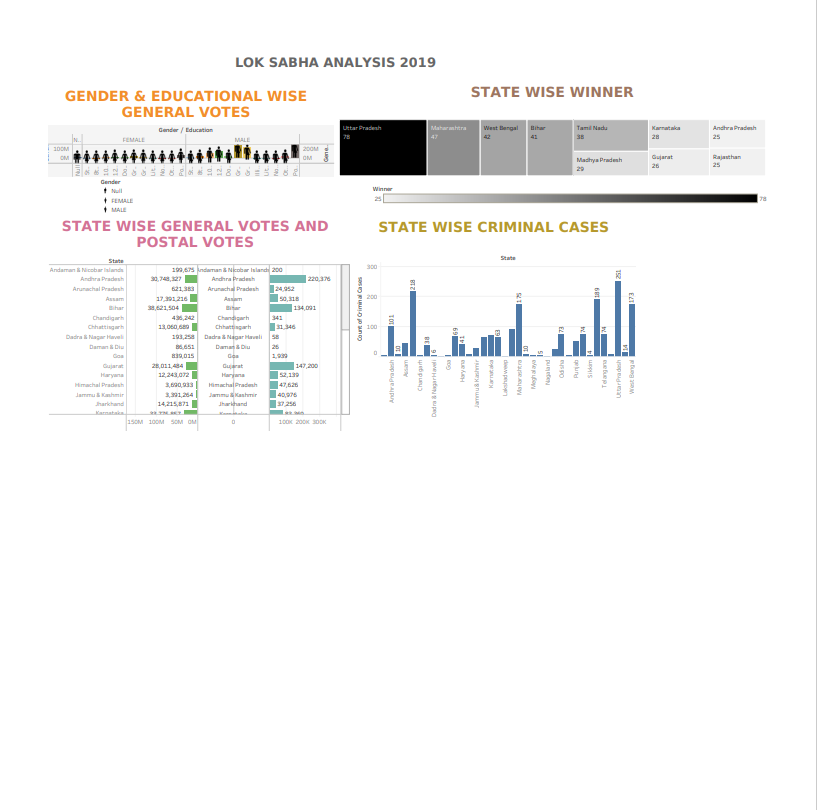 LOK SABHA ANALYSIS 2019
GENDER & EDUCATIONAL WISE
GENERAL VOTES
Gender / Education
N..
FEMALE
MALE
100M
0M
200M
0M
Gene..
Null
Gender
Null
FEMALE
MALE
STATE WISE WINNER
Uttar Pradesh
78
Maharashtra
47
West Bengal
42
Bihar
41
Tamil Nadu
38
Madhya Pradesh
29
Karnataka
28
Gujarat
26
Andhra Pradesh
25
Rajasthan
25
Winner
25
78
STATE WISE GENERAL VOTES AND
POSTAL VOTES
State
Andaman & Nicobar Islands 199,675 Andaman & Nicobar Islands 200
Andhra Pradesh 30,748,327 Andhra Pradesh 220,376
Arunachal Pradesh 621,383 Arunachal Pradesh 24,952
Assam 17,391,216 Assam 50,318
Bihar 38,621,504 Bihar 134,091
Chandigarh 436,242 Chandigarh 341
Chhattisgarh 13,060,689 Chhattisgarh 31,346
Dadra & Nagar Haveli 193,258 Dadra & Nagar Haveli 58
Daman & Diu 86,651 Daman & Diu 26
Goa 839,015 Goa 1,939
Gujarat 28,011,484 Gujarat 147,200
Haryana 12,243,072 Haryana 52,139
Himachal Pradesh 3,690,933 Himachal Pradesh 47,626
Jammu & Kashmir 3,391,264 Jammu & Kashmir 40,976
Jharkhand 14,215,871 Jharkhand 37,256
150M 100M 50M 0M 0 100K 200K 300K
STATE WISE CRIMINAL CASES
State
Count of Criminal Cases
300
200
100
0
101
10
218
38
6
69
41
63
175
10
5
73
74
14
189
74
251
14
173
Andhra Pradesh
Assam
Chandigarh
Dadra & Nagar Haveli
Goa
Haryana
Jammu & Kashmir
Karnataka
Lakshadweep
Maharashtra
Meghalaya
Nagaland
Odisha
Punjab
Sikkim
Telangana
Uttar Pradesh
West Bengal